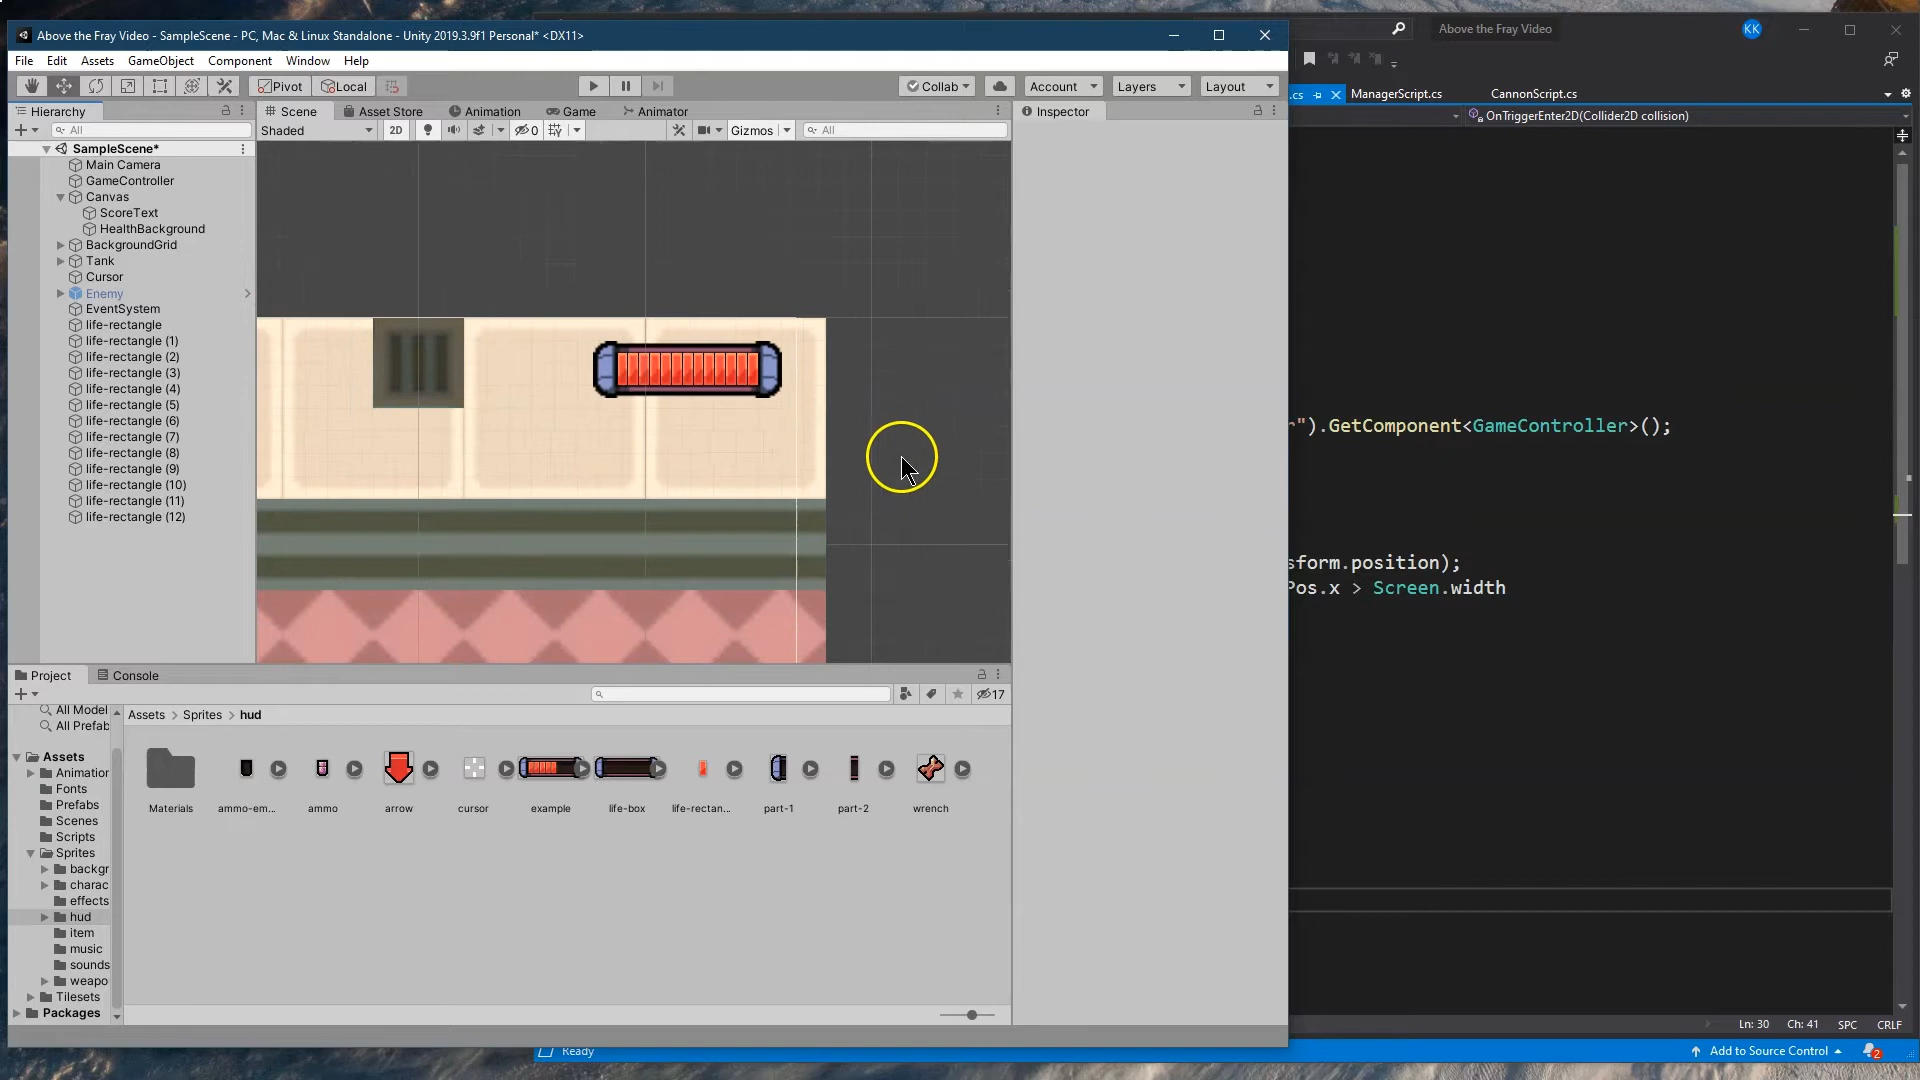 Above the Fray Video - SampleScene - PC, Mac & Linux Standalone - Unity 2019.3.9f1 Personal* <DX11>
Above the Fray Video
KK
File Edit Assets GameObject Component Window Help
Pivot Local Collab Account Layers Layout
.cs ManagerScript.cs CannonScript.cs
Hierarchy Scene Asset Store Animation Game Animator Inspector
OnTriggerEnter2D(Collider2D collision)
All Shaded 2D 0 Gizmos All
SampleScene*
Main Camera
GameController
Canvas
ScoreText
HealthBackground
BackgroundGrid
Tank
Cursor
Enemy
EventSystem
life-rectangle
life-rectangle (1)
life-rectangle (2)
life-rectangle (3)
life-rectangle (4)
life-rectangle (5)
life-rectangle (6)
life-rectangle (7)
life-rectangle (8)
life-rectangle (9)
life-rectangle (10)
life-rectangle (11)
life-rectangle (12)
r").GetComponent<GameController>();
sform.position);
Pos.x > Screen.width
Project Console
17
All Model
All Prefab
Assets
Animation
Fonts
Prefabs
Scenes
Scripts
Sprites
backgr
charac
effects
hud
item
music
sounds
weapo
Tilesets
Packages
Assets > Sprites > hud
Materials ammo-em... ammo arrow cursor example life-box life-rectan... part-1 part-2 wrench
Ln: 30 Ch: 41 SPC CRLF
Ready Add to Source Control 2